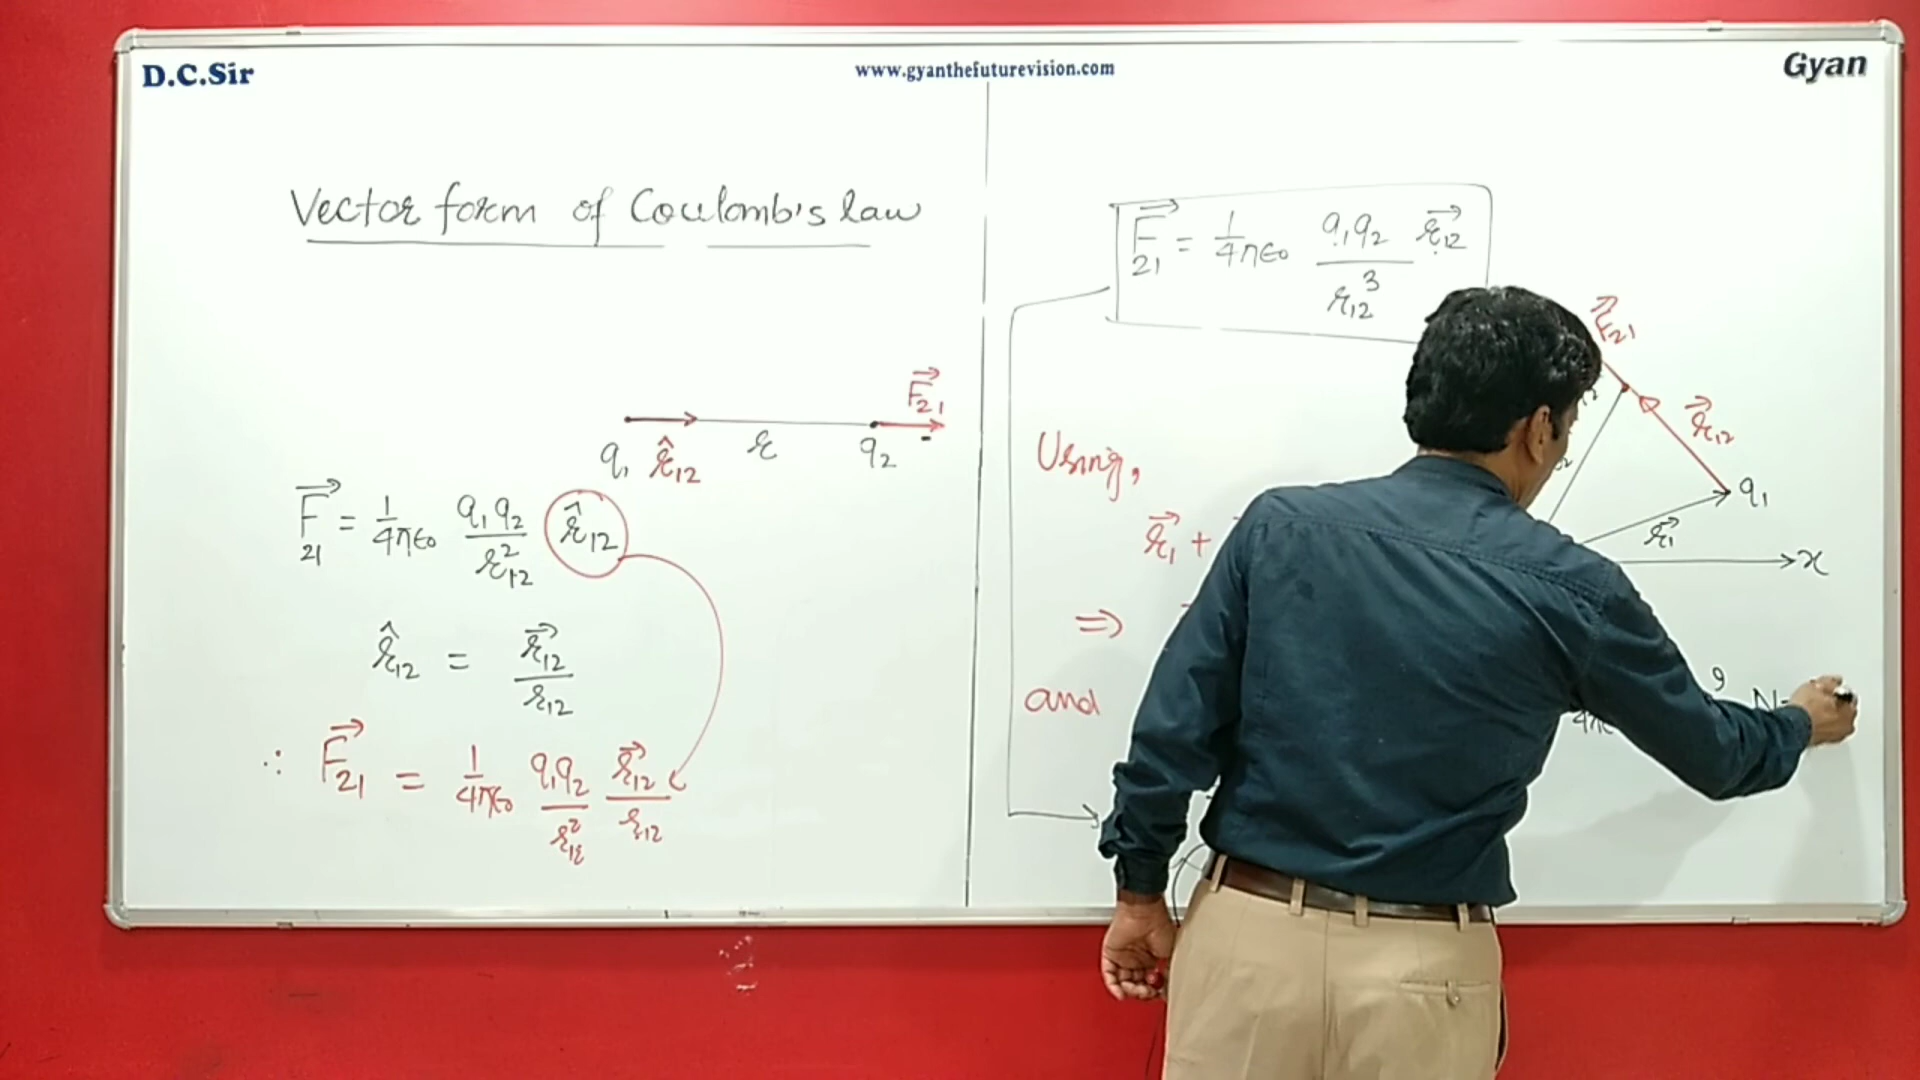 D.C.Sir
www.gyanthefuturevision.com
Gyan
Vector form of Coulomb's law
q₁ r̂₁₂ r q₂ F⃗₂₁
F⃗₂₁ = 1/4πε₀ q₁q₂/r₁₂² r̂₁₂
r̂₁₂ = r⃗₁₂/r₁₂
∴ F⃗₂₁ = 1/4πε₀ q₁q₂/r₁₂² r⃗₁₂/r₁₂
F⃗₂₁ = 1/4πε₀ q₁q₂/r₁₂³ r⃗₁₂
F⃗₂₁
r⃗₁₂
q₁
r⃗₁
x
Using,
r⃗₁ +
⇒
and
9